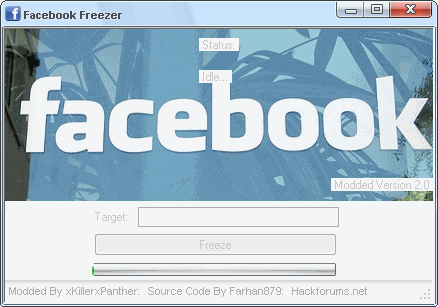 Facebook Freezer
Status:
Idle...
facebook
Modded Version 2.0
Target:
Freeze
Modded By xKillerxPanther: Source Code By Farhan879: Hackforums.net